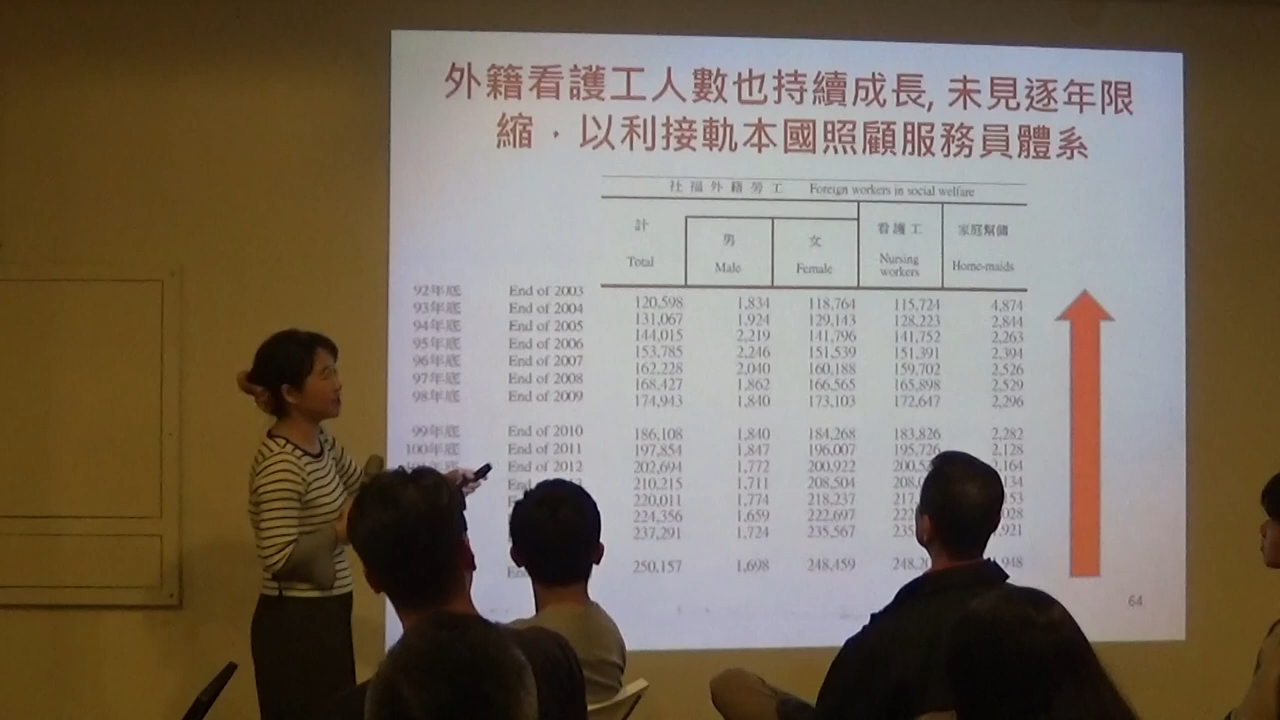 外籍看護工人數也持續成長, 未見逐年限
縮，以利接軌本國照顧服務員體系
社福外籍勞工 Foreign workers in social welfare
計 男 女 看護工 家庭幫傭
Total Male Female Nursing workers Home-maids
92年底 End of 2003 120,598 1,834 118,764 115,724 4,874
93年底 End of 2004 131,067 1,924 129,143 128,223 2,844
94年底 End of 2005 144,015 2,219 141,796 141,752 2,263
95年底 End of 2006 153,785 2,246 151,539 151,391 2,394
96年底 End of 2007 162,228 2,040 160,188 159,702 2,526
97年底 End of 2008 168,427 1,862 166,565 165,898 2,529
98年底 End of 2009 174,943 1,840 173,103 172,647 2,296
99年底 End of 2010 186,108 1,840 184,268 183,826 2,282
100年底 End of 2011 197,854 1,847 196,007 195,726 2,128
End of 2012 202,694 1,772 200,922 2,164
210,215 1,711 208,504
220,011 1,774 218,237
224,356 1,659 222,697
237,291 1,724 235,567
250,157 1,698 248,459
64